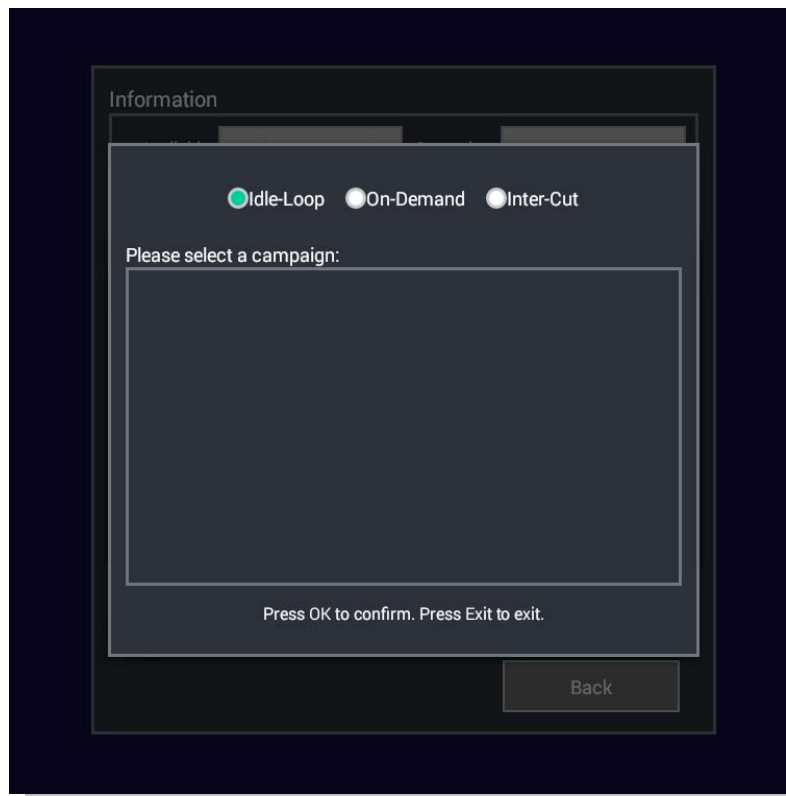 Information
Idle-Loop On-Demand Inter-Cut
Please select a campaign:
Press OK to confirm. Press Exit to exit.
Back